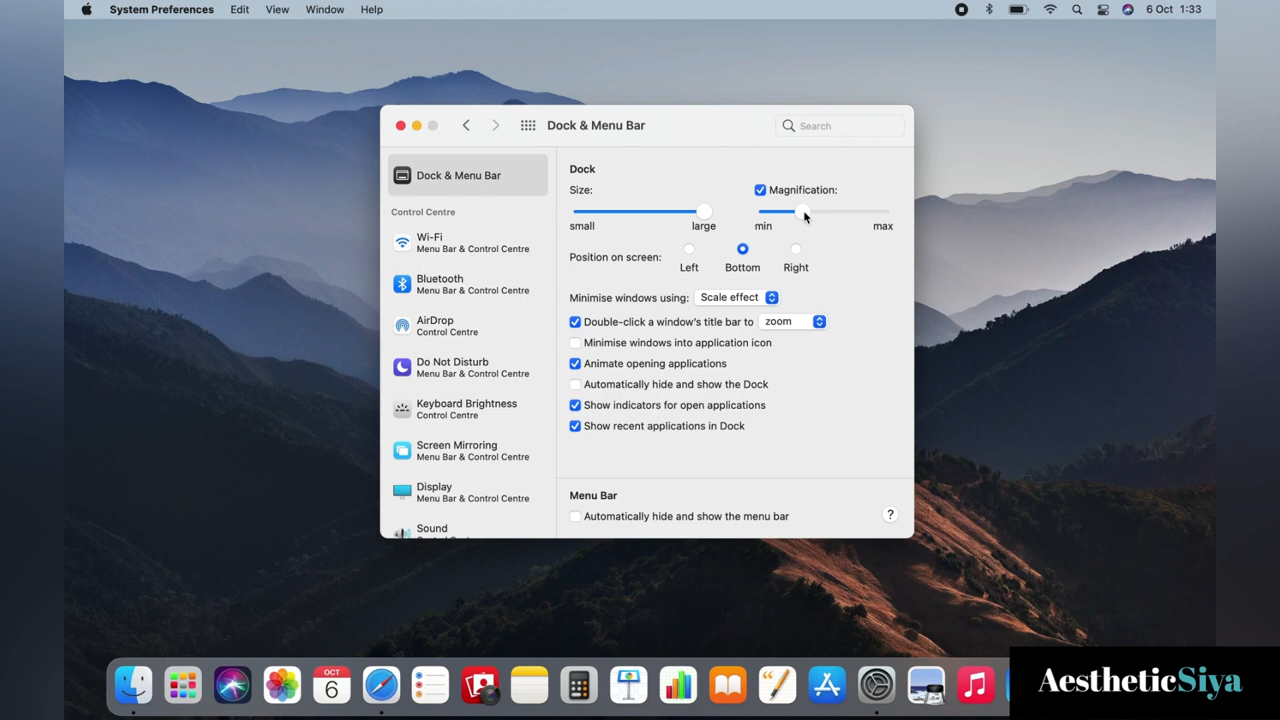 System Preferences Edit View Window Help 6 Oct 1:33
Dock & Menu Bar
Search
Dock & Menu Bar
Control Centre
Wi-Fi
Menu Bar & Control Centre
Bluetooth
Menu Bar & Control Centre
AirDrop
Control Centre
Do Not Disturb
Menu Bar & Control Centre
Keyboard Brightness
Control Centre
Screen Mirroring
Menu Bar & Control Centre
Display
Menu Bar & Control Centre
Sound
Dock
Size: Magnification:
small large min max
Position on screen:
Left Bottom Right
Minimise windows using: Scale effect
Double-click a window's title bar to zoom
Minimise windows into application icon
Animate opening applications
Automatically hide and show the Dock
Show indicators for open applications
Show recent applications in Dock
Menu Bar
Automatically hide and show the menu bar ?
OCT
6
AestheticSiya